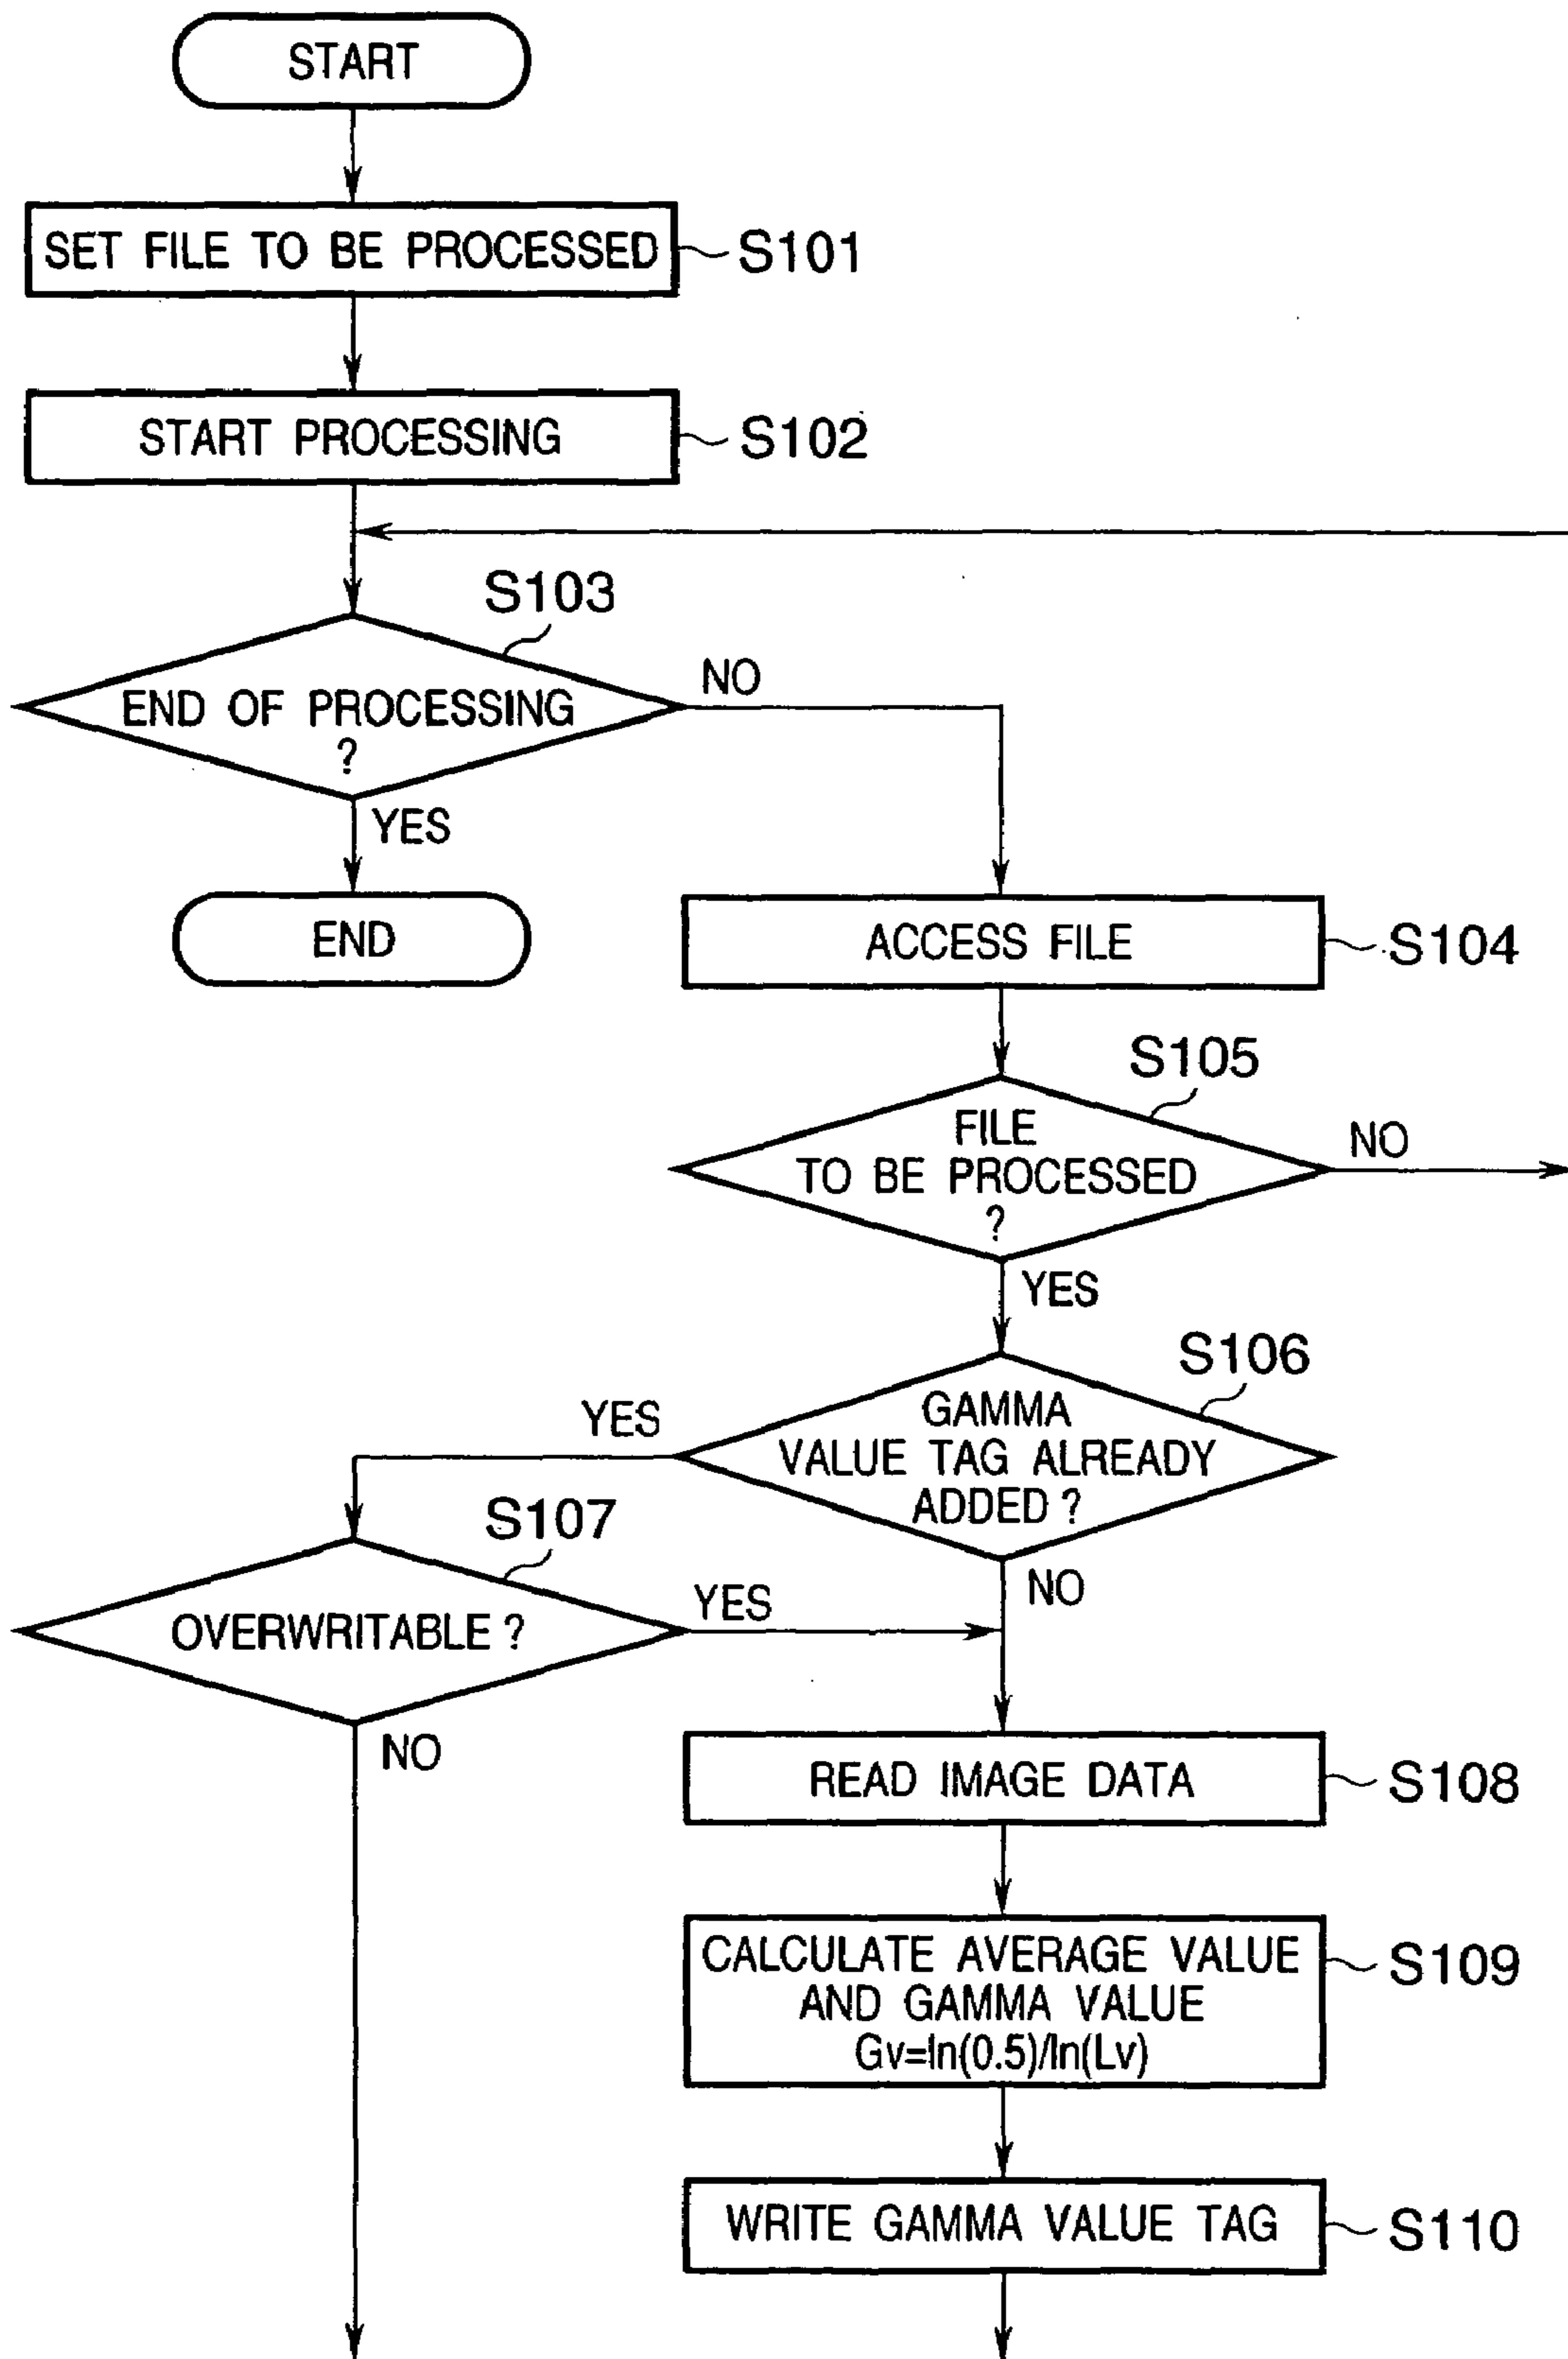 START
SET FILE TO BE PROCESSED
S101
START PROCESSING
S102
S103
END OF PROCESSING
?
NO
YES
END
ACCESS FILE
S104
S105
FILE
TO BE PROCESSED
?
NO
YES
S106
GAMMA
VALUE TAG ALREADY
ADDED ?
YES
NO
S107
OVERWRITABLE ?
YES
NO
READ IMAGE DATA
S108
CALCULATE AVERAGE VALUE
AND GAMMA VALUE
Gv=ln(0.5)/ln(Lv)
S109
WRITE GAMMA VALUE TAG
S110